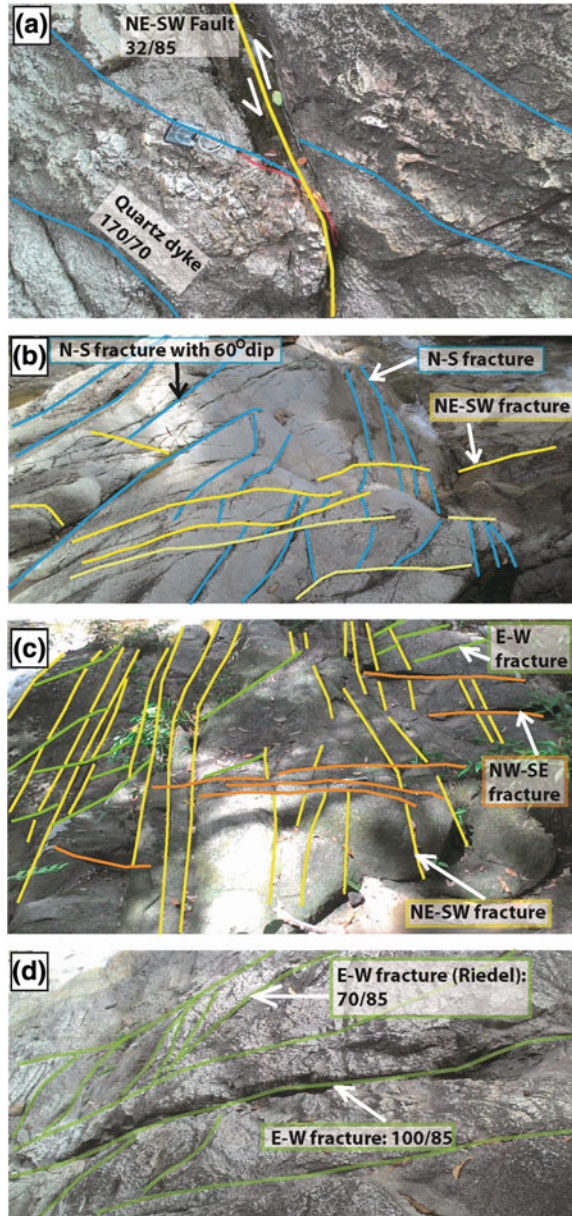 (a)
NE-SW Fault
32/85
Quartz dyke
170/70
(b)
N-S fracture with 60° dip
N-S fracture
NE-SW fracture
(c)
E-W
fracture
NW-SE
fracture
NE-SW fracture
(d)
E-W fracture (Riedel):
70/85
E-W fracture: 100/85